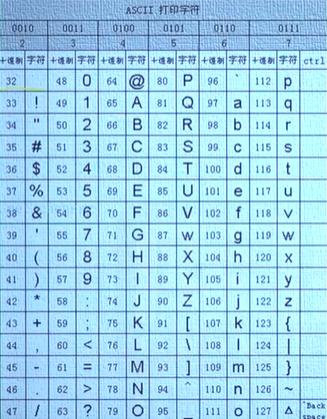 ASCII 打印字符
0010 0011 0100 0101 0110 0111
2 3 4 5 6 7
十進制 字符 十進制 字符 十進制 字符 十進制 字符 十進制 字符 十進制 字符 ctrl
32 48 0 64 @ 80 P 96 ` 112 p
33 ! 49 1 65 A 81 Q 97 a 113 q
34 " 50 2 66 B 82 R 98 b 114 r
35 # 51 3 67 C 83 S 99 c 115 s
36 $ 52 4 68 D 84 T 100 d 116 t
37 % 53 5 69 E 85 U 101 e 117 u
38 & 54 6 70 F 86 V 102 f 118 v
39 ' 55 7 71 G 87 w 103 g 119 w
40 ( 56 8 72 H 88 X 104 h 120 x
41 ) 57 9 73 I 89 Y 105 i 121 y
42 * 58 : 74 J 90 Z 106 j 122 z
43 + 59 ; 75 K 91 [ 107 k 123 {
44 , 60 < 76 L 92 \ 108 l 124 |
45 - 61 = 77 M 93 ] 109 m 125 }
46 . 62 > 78 N 94 ^ 110 n 126 ~
47 / 63 ? 79 O 95 _ 111 o 127 Δ ^Back space